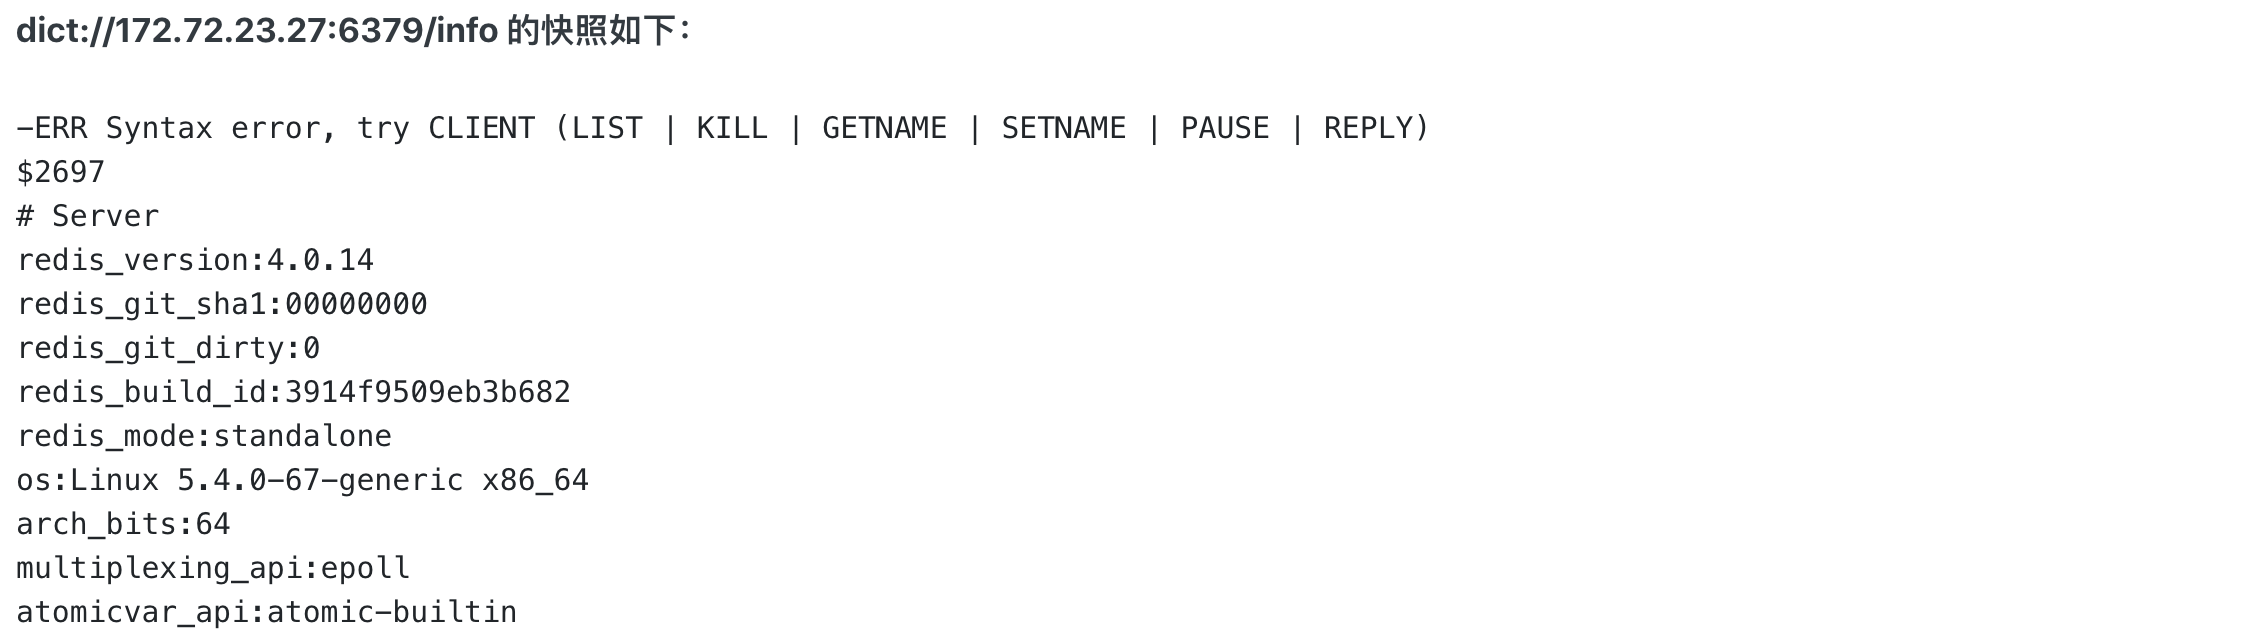 dict://172.72.23.27:6379/info 的快照如下：
-ERR Syntax error, try CLIENT (LIST | KILL | GETNAME | SETNAME | PAUSE | REPLY)
$2697
# Server
redis_version:4.0.14
redis_git_sha1:00000000
redis_git_dirty:0
redis_build_id:3914f9509eb3b682
redis_mode:standalone
os:Linux 5.4.0-67-generic x86_64
arch_bits:64
multiplexing_api:epoll
atomicvar_api:atomic-builtin